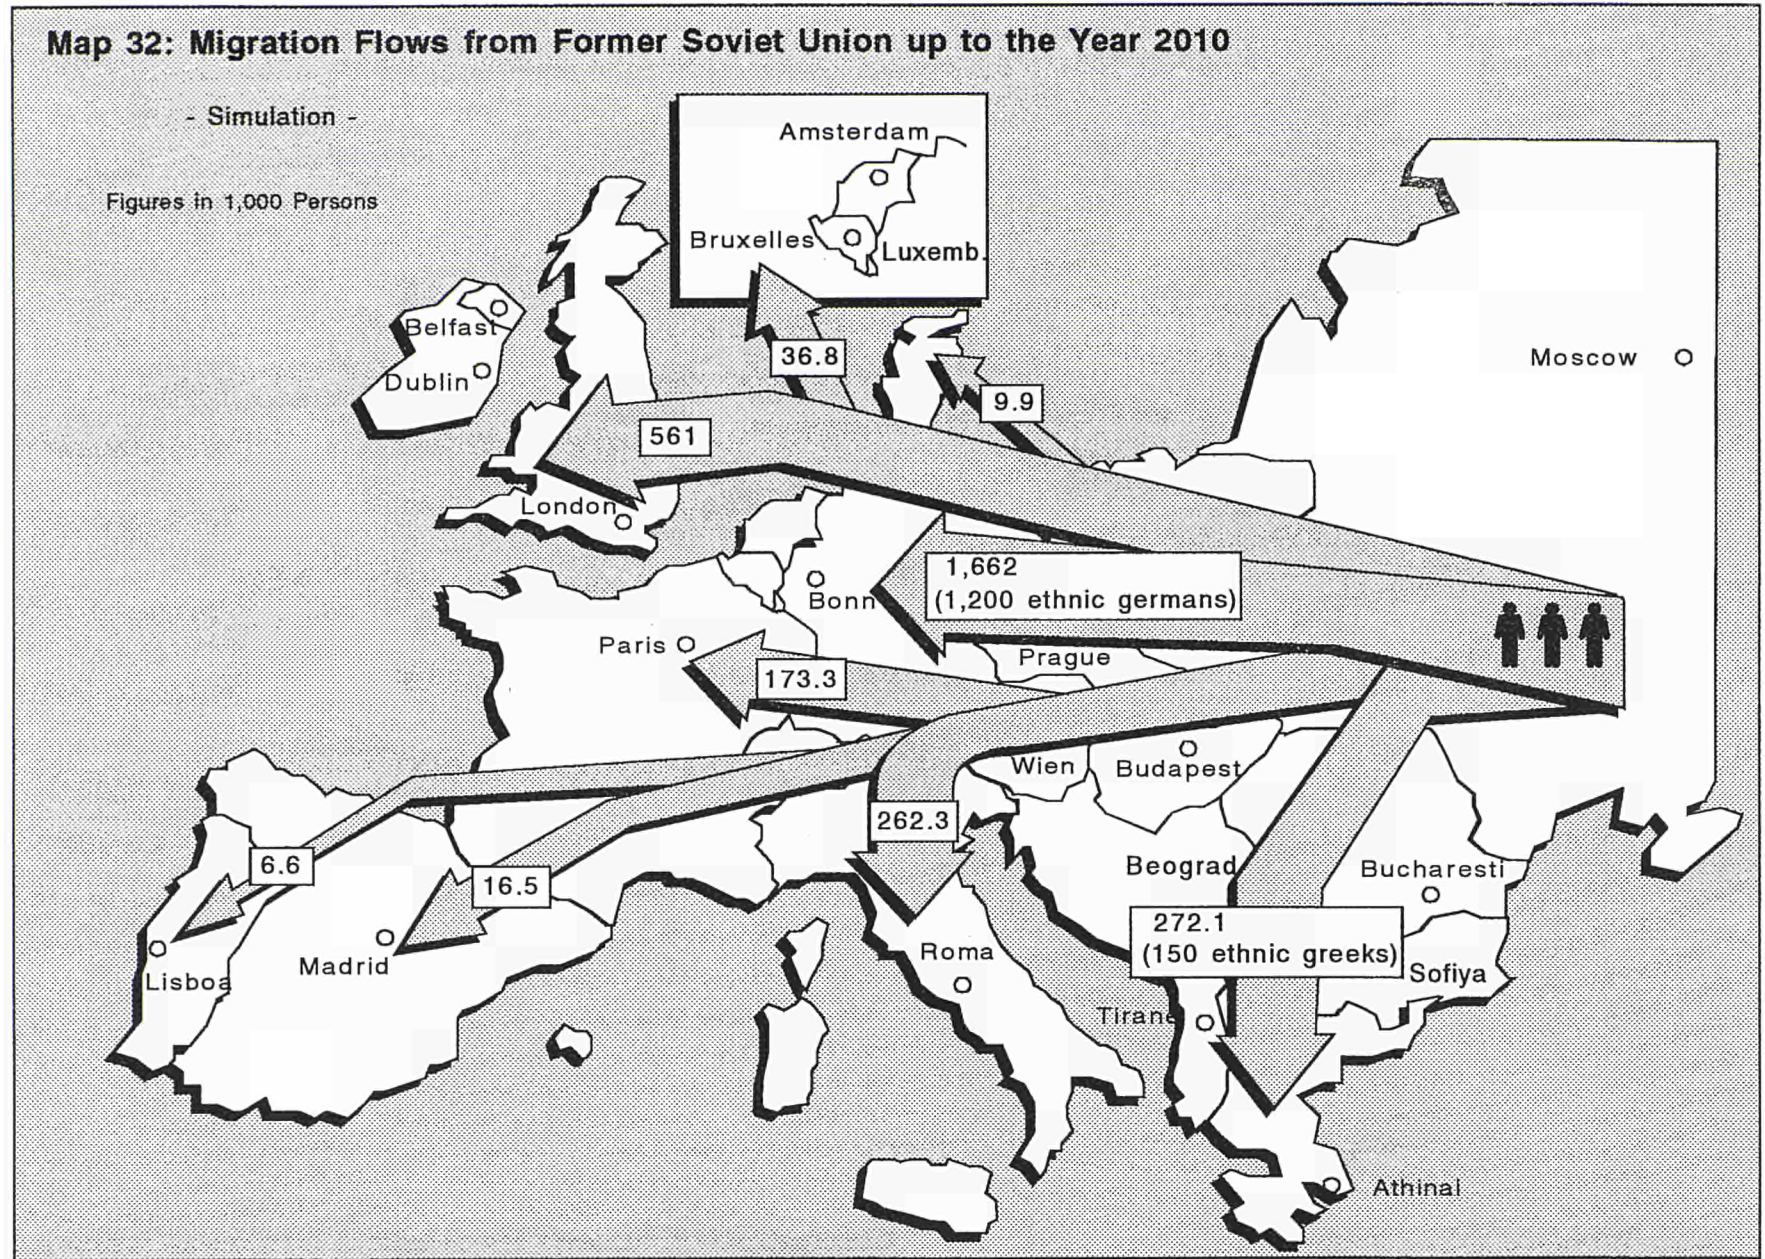 Map 32: Migration Flows from Former Soviet Union up to the Year 2010
- Simulation -
Figures in 1,000 Persons
Amsterdam
Bruxelles
Luxemb.
Belfast
Dublin
36.8
9.9
Moscow
561
London
1,662
(1,200 ethnic germans)
Bonn
Paris
Prague
173.3
Wien
Budapest
262.3
6.6
16.5
Beograd
Bucharesti
272.1
(150 ethnic greeks)
Lisboa
Madrid
Roma
Sofiya
Tirane
Athinal